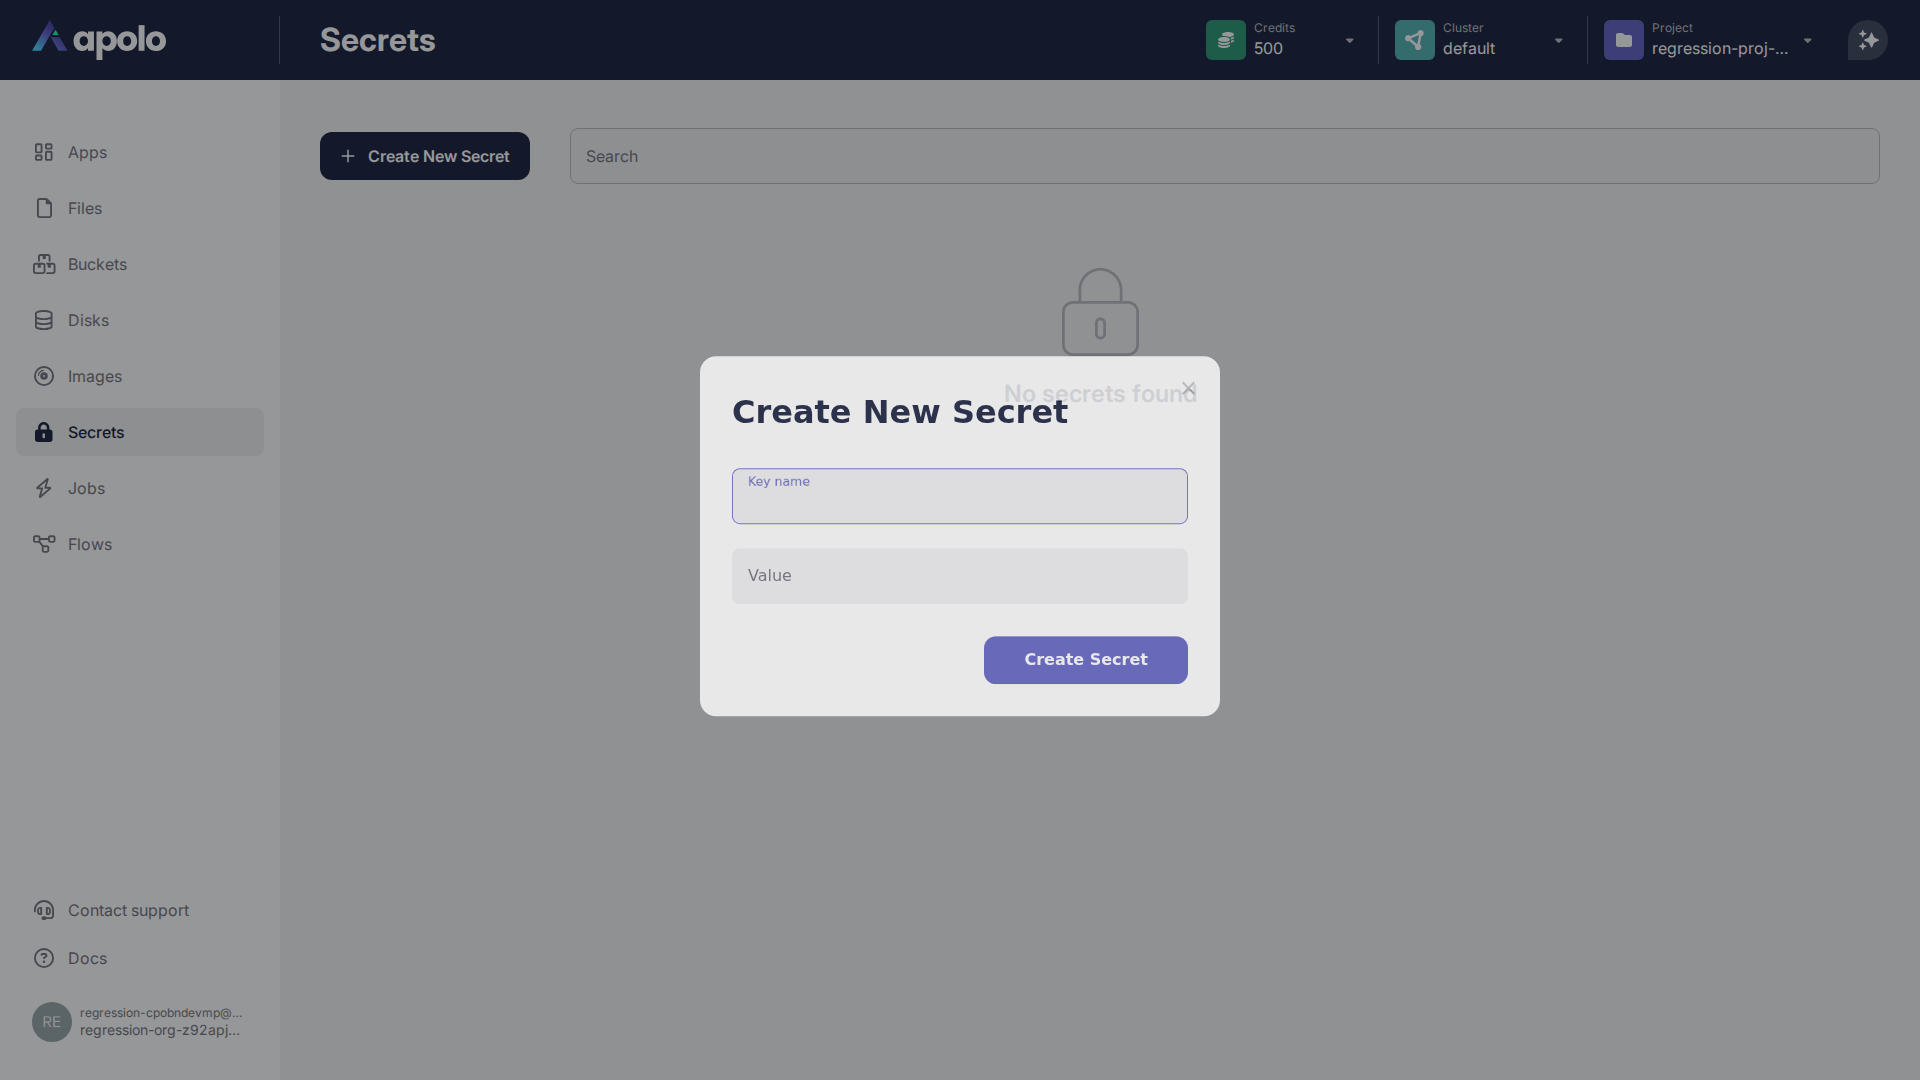 apolo
Secrets
Credits
500
Cluster
default
Project
regression-proj-...
Apps
Files
Buckets
Disks
Images
Secrets
Jobs
Flows
Contact support
Docs
RE
regression-cpobndevmp@...
regression-org-z92apj...
Create New Secret
Search
No secrets found
Create New Secret
Key name
Value
Create Secret